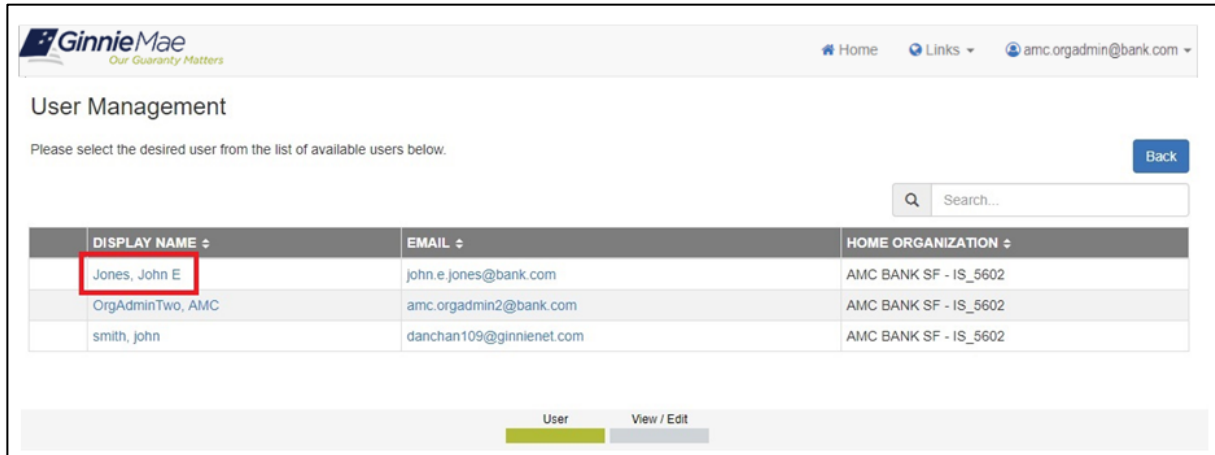 GinnieMae
Our Guaranty Matters
Home Links amc.orgadmin@bank.com
User Management
Please select the desired user from the list of available users below.
Back
Search...
DISPLAY NAME EMAIL HOME ORGANIZATION
Jones, John E john.e.jones@bank.com AMC BANK SF - IS_5602
OrgAdminTwo, AMC amc.orgadmin2@bank.com AMC BANK SF - IS_5602
smith, john danchan109@ginnienet.com AMC BANK SF - IS_5602
User View / Edit